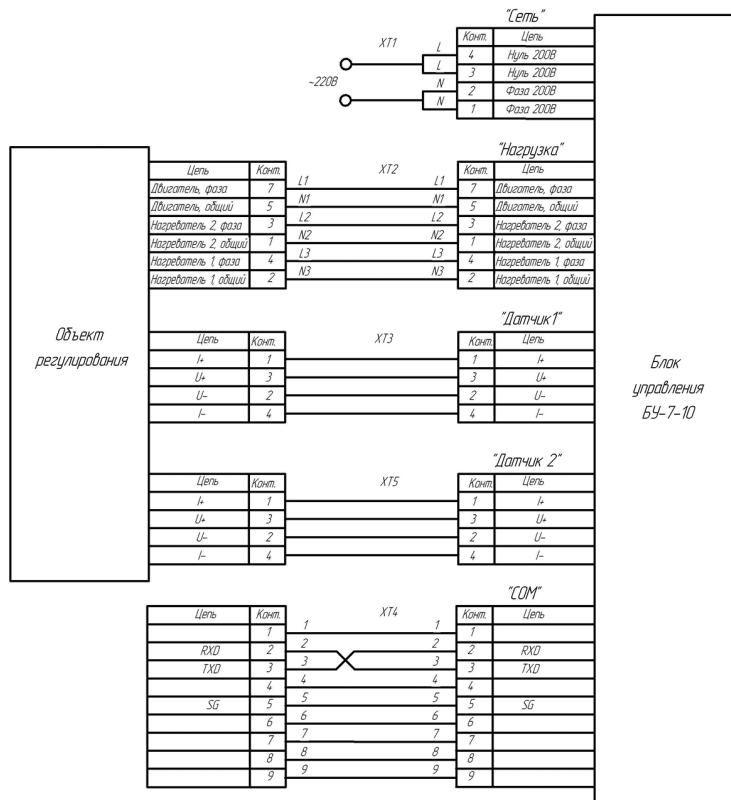 "Сеть"
ХТ1
Конт. Цепь
L 4 Нуль 200В
L 3 Нуль 200В
~220В
N 2 Фаза 200В
N 1 Фаза 200В
"Нагрузка"
Цепь Конт. ХТ2 Конт. Цепь
Двигатель, фаза 7 L1 L1 7 Двигатель, фаза
Двигатель, общий 5 N1 N1 5 Двигатель, общий
Нагреватель 2, фаза 3 L2 L2 3 Нагреватель 2, фаза
Нагреватель 2, общий 1 N2 N2 1 Нагреватель 2, общий
Нагреватель 1, фаза 4 L3 L3 4 Нагреватель 1, фаза
Нагреватель 1, общий 2 N3 N3 2 Нагреватель 1, общий
Объект
регулирования
"Датчик1"
Цепь Конт. ХТ3 Конт. Цепь
I+ 1 1 I+
U+ 3 3 U+
U- 2 2 U-
I- 4 4 I-
Блок
управления
БУ-7-10
"Датчик 2"
Цепь Конт. ХТ5 Конт. Цепь
I+ 1 1 I+
U+ 3 3 U+
U- 2 2 U-
I- 4 4 I-
"COM"
Цепь Конт. ХТ4 Конт. Цепь
1 1 1 1
RXD 2 2 2 2 RXD
TXD 3 3 3 3 TXD
4 4 4 4
SG 5 5 5 5 SG
6 6 6 6
7 7 7 7
8 8 8 8
9 9 9 9